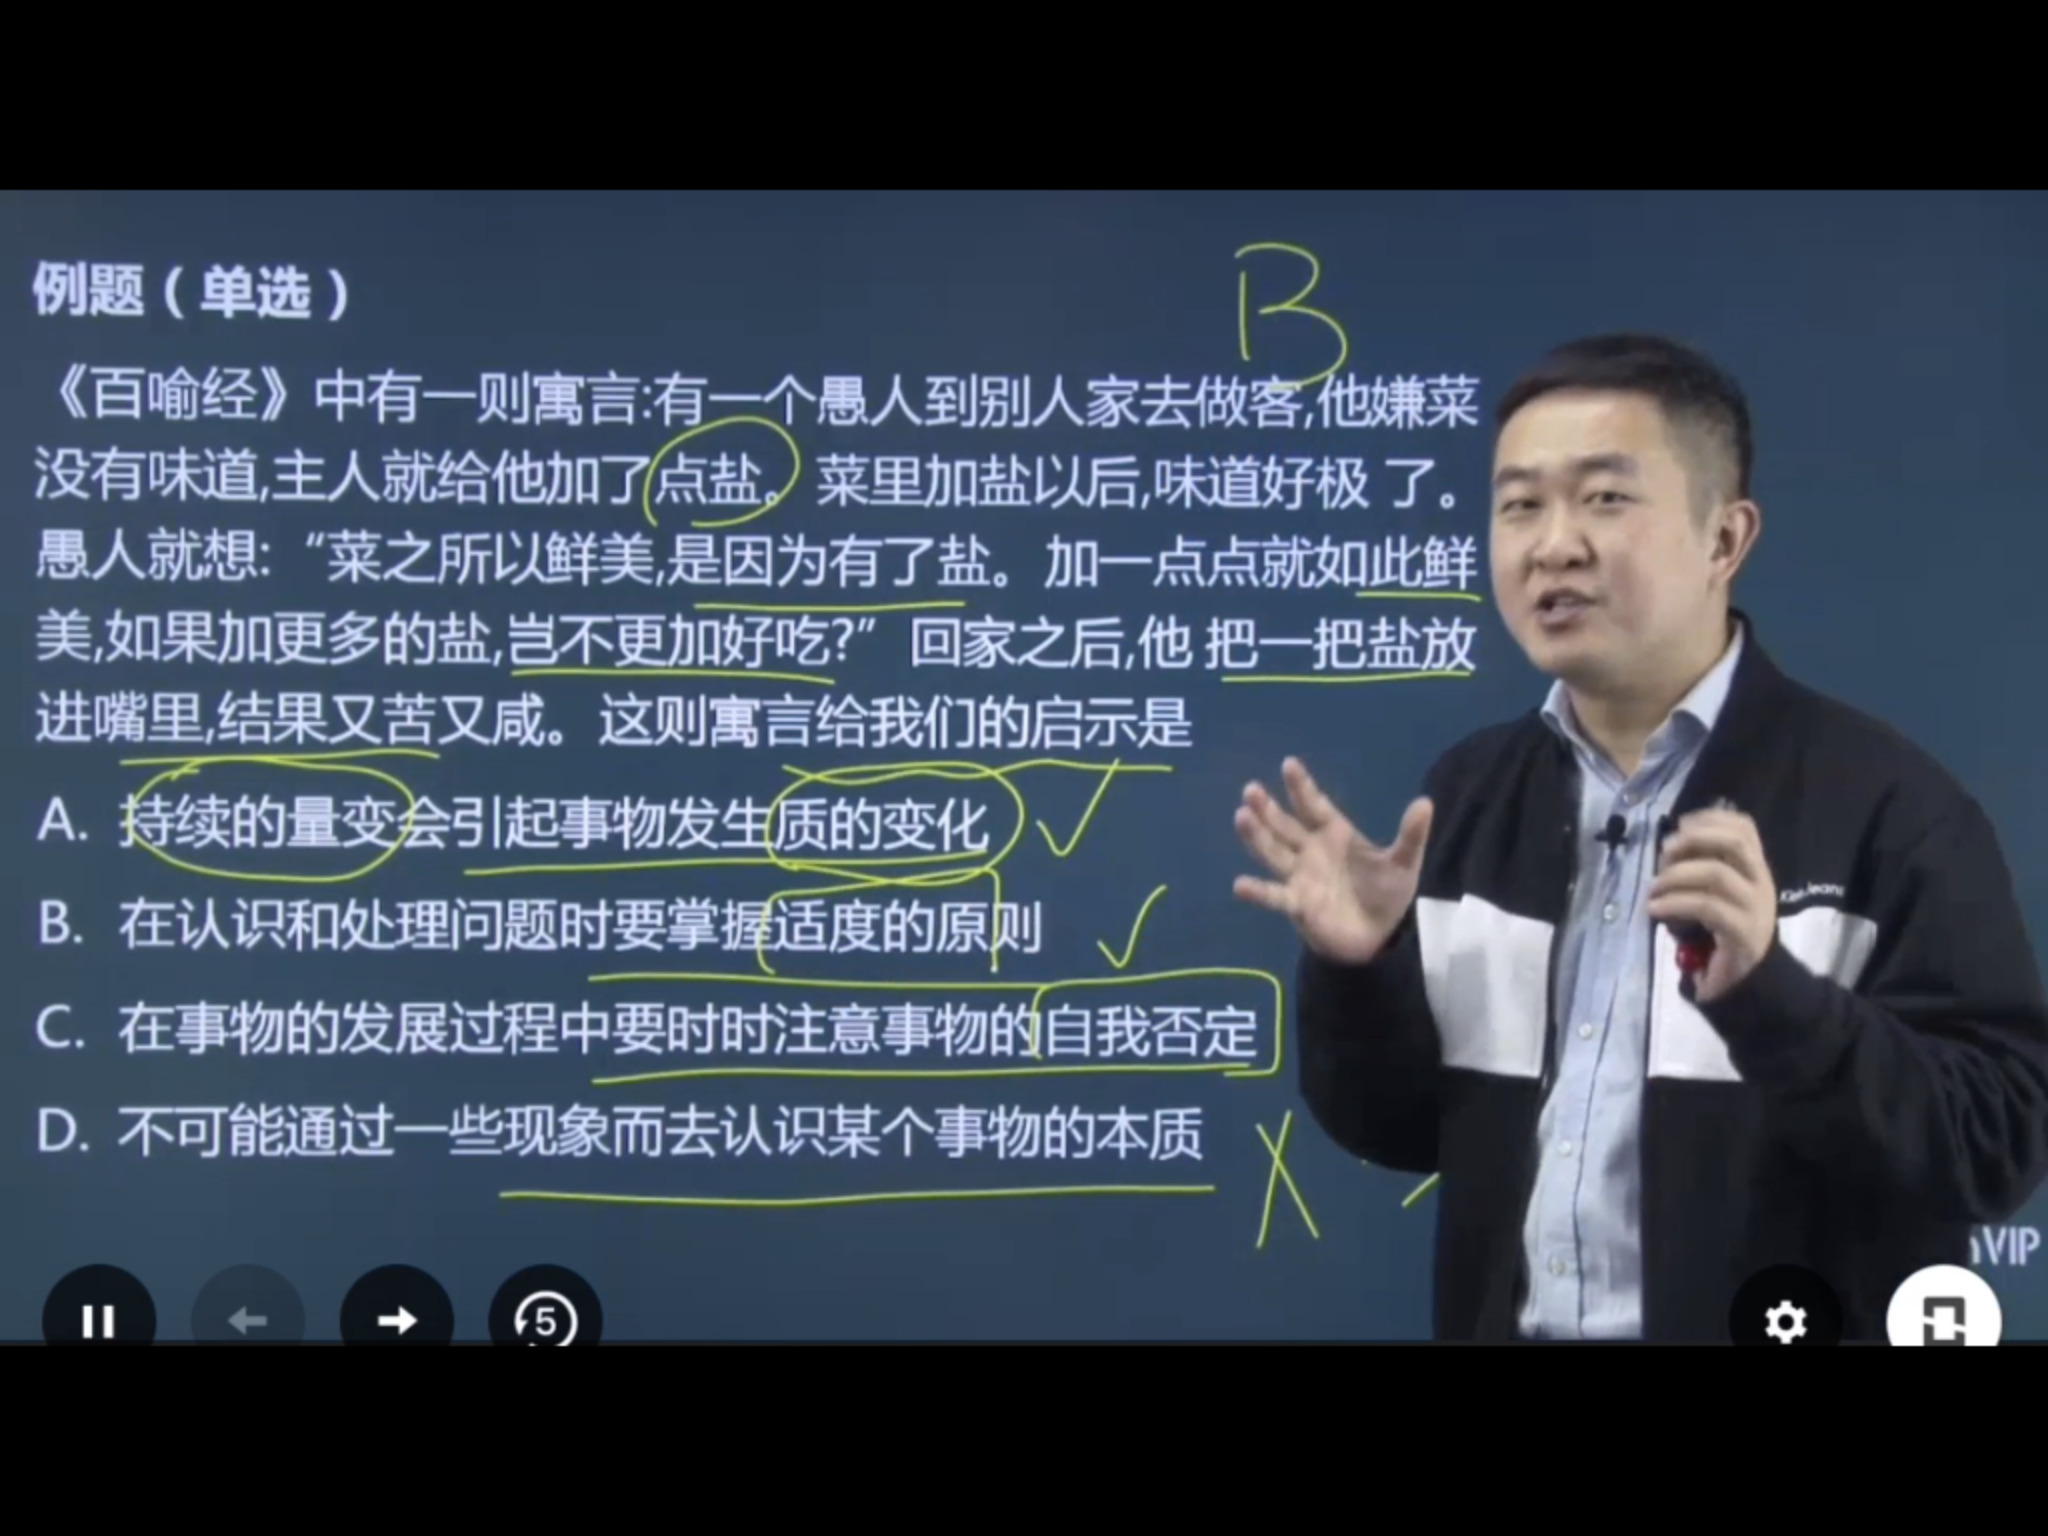 B
例题（单选）
《百喻经》中有一则寓言:有一个愚人到别人家去做客,他嫌菜
没有味道,主人就给他加了点盐。菜里加盐以后,味道好极 了。
愚人就想:“菜之所以鲜美,是因为有了盐。加一点点就如此鲜
美,如果加更多的盐,岂不更加好吃?”回家之后,他 把一把盐放
进嘴里,结果又苦又咸。这则寓言给我们的启示是
A. 持续的量变会引起事物发生质的变化
B. 在认识和处理问题时要掌握适度的原则
C. 在事物的发展过程中要时时注意事物的自我否定
D. 不可能通过一些现象而去认识某个事物的本质
VIP
5